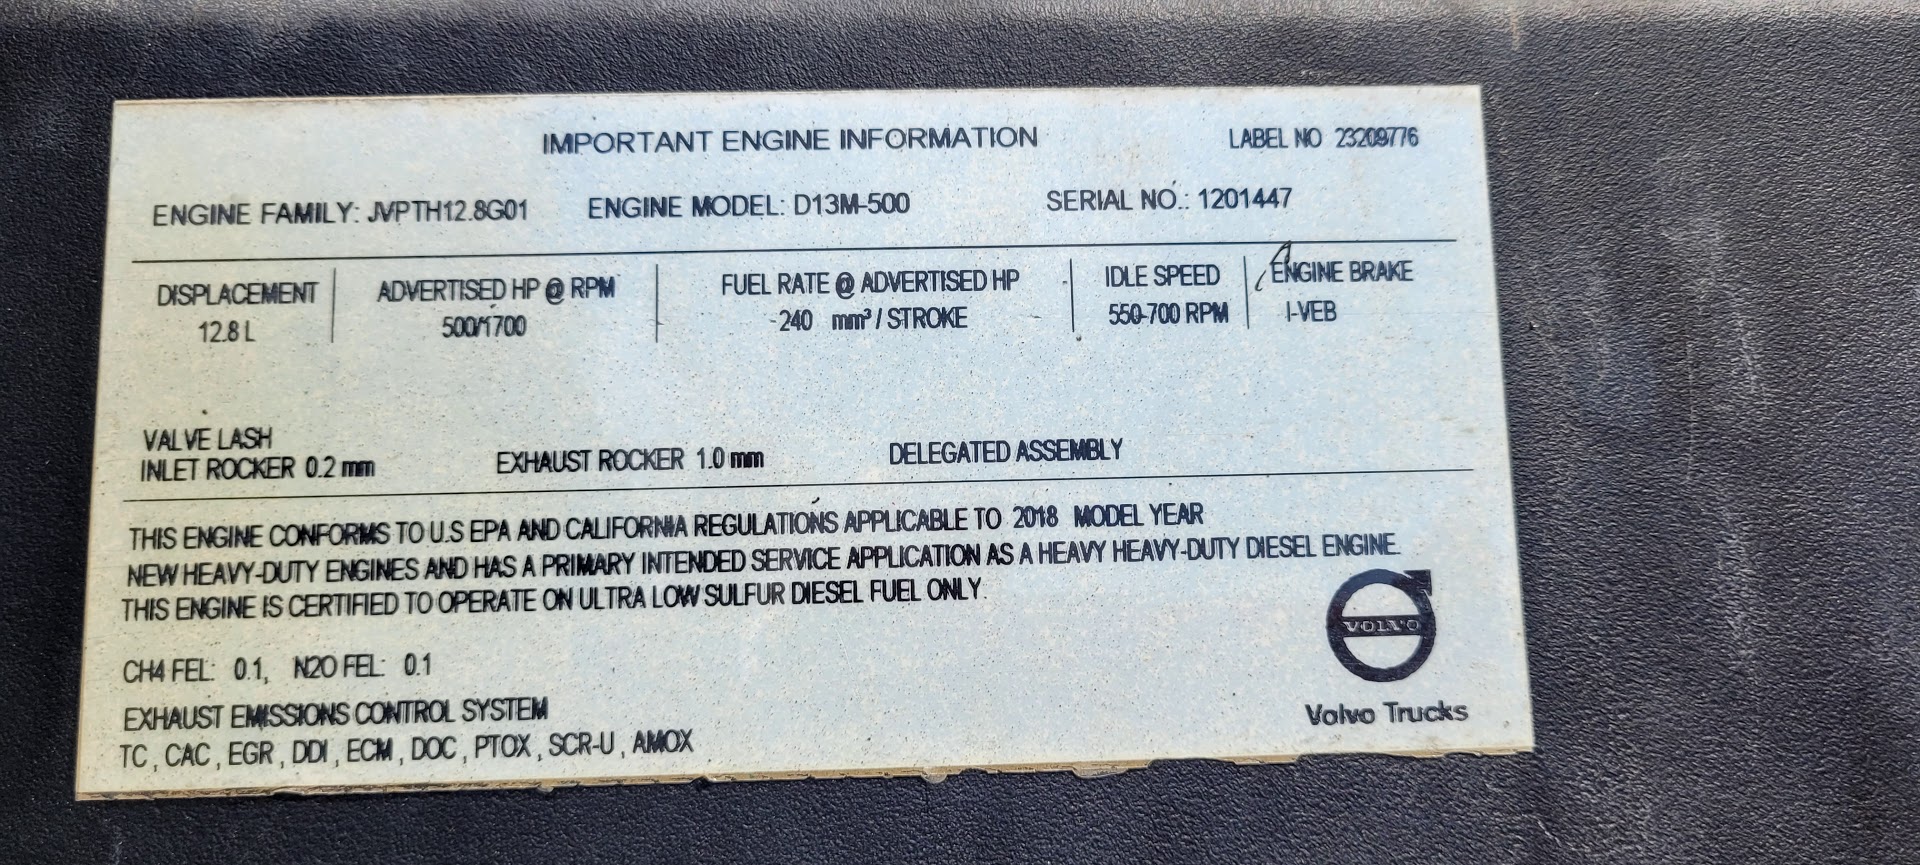 IMPORTANT ENGINE INFORMATION LABEL NO 23209776
ENGINE FAMILY: JVPTH12.8G01 ENGINE MODEL: D13M-500 SERIAL NO.: 1201447
DISPLACEMENT ADVERTISED HP @ RPM FUEL RATE @ ADVERTISED HP IDLE SPEED ENGINE BRAKE
12.8 L 500/1700 240 mm³ / STROKE 550-700 RPM I-VEB
VALVE LASH
INLET ROCKER 0.2 mm EXHAUST ROCKER 1.0 mm DELEGATED ASSEMBLY
THIS ENGINE CONFORMS TO U.S EPA AND CALIFORNIA REGULATIONS APPLICABLE TO 2018 MODEL YEAR
NEW HEAVY-DUTY ENGINES AND HAS A PRIMARY INTENDED SERVICE APPLICATION AS A HEAVY HEAVY-DUTY DIESEL ENGINE.
THIS ENGINE IS CERTIFIED TO OPERATE ON ULTRA LOW SULFUR DIESEL FUEL ONLY.
CH4 FEL: 0.1, N2O FEL: 0.1
EXHAUST EMISSIONS CONTROL SYSTEM
TC, CAC, EGR, DDI, ECM, DOC, PTOX, SCR-U, AMOX
VOLVO
Volvo Trucks